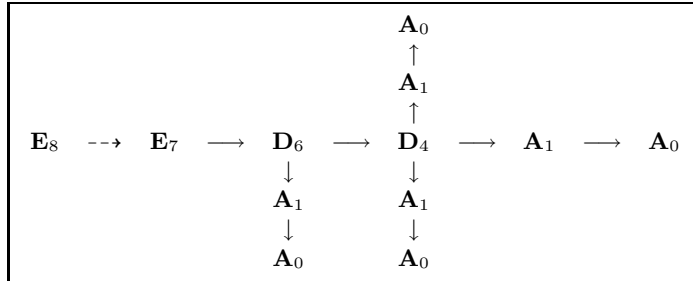 A₀
↑
A₁
↑
E₈ ⇢ E₇ ⟶ D₆ ⟶ D₄ ⟶ A₁ ⟶ A₀
↓ ↓
A₁ A₁
↓ ↓
A₀ A₀